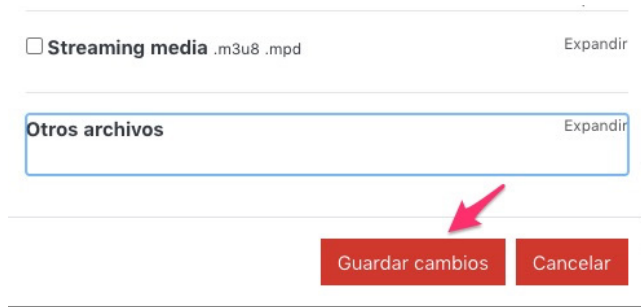 Streaming media .m3u8 .mpd Expandir
Otros archivos Expandir
Guardar cambios Cancelar